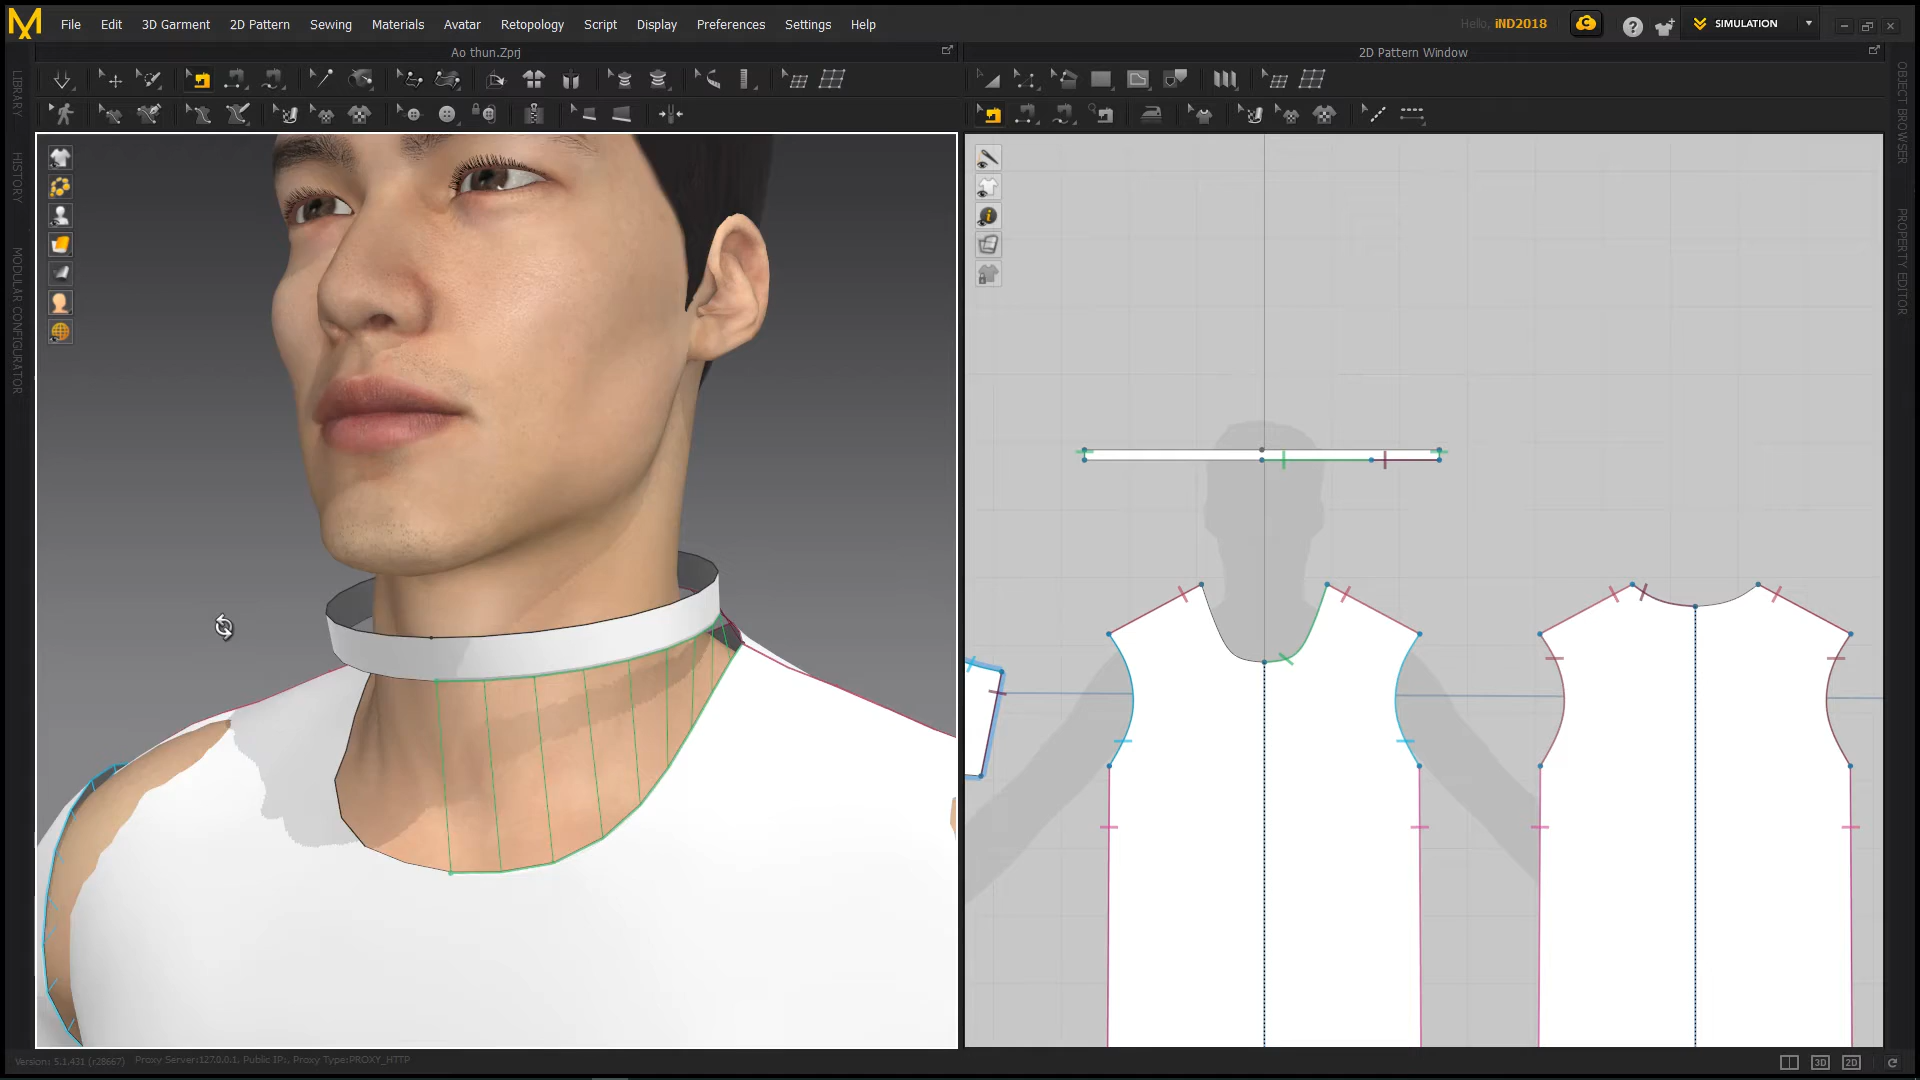 File Edit 3D Garment 2D Pattern Sewing Materials Avatar Retopology Script Display Preferences Settings Help
Hello, iND2018
SIMULATION
Ao thun.Zprj
2D Pattern Window
LIBRARY
HISTORY
MODULAR CONFIGURATOR
OBJECT BROWSER
PROPERTY EDITOR
Version: 5.1.431 (r28667) Proxy Server:127.0.0.1, Public IP:, Proxy Type:PROXY_HTTP
3D
2D